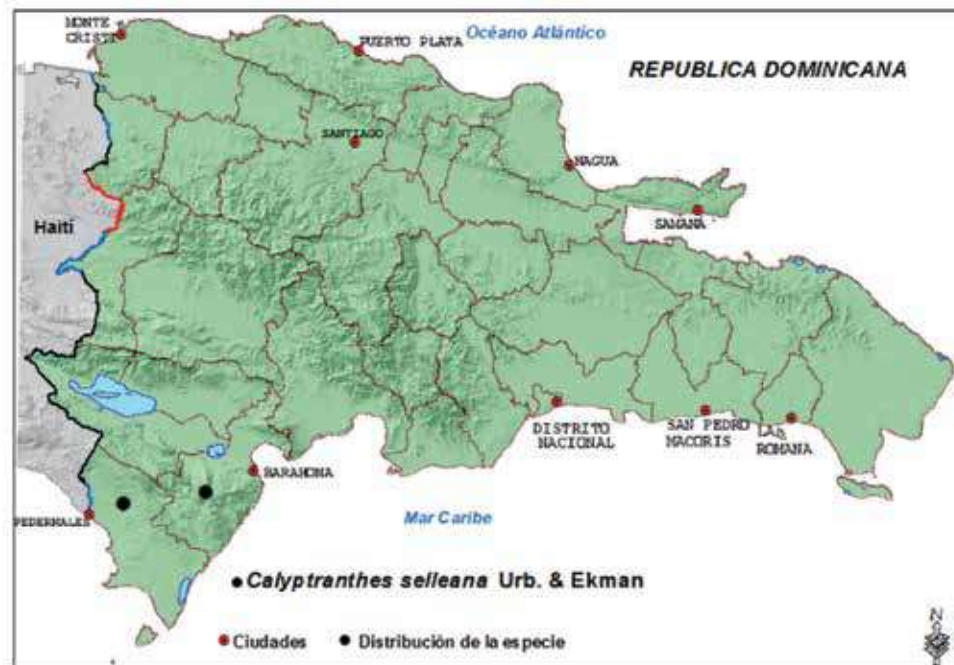 MONTE
CRISTI
PUERTO PLATA
Océano Atlántico
REPUBLICA DOMINICANA
SANTIAGO
NAGUA
SAMANA
Haití
DISTRITO
NACIONAL
SAN PEDRO
MACORIS
LA
ROMANA
BARAHONA
PEDERNALES
Mar Caribe
Calyptranthes selleana Urb. & Ekman
Ciudades
Distribución de la especie
N